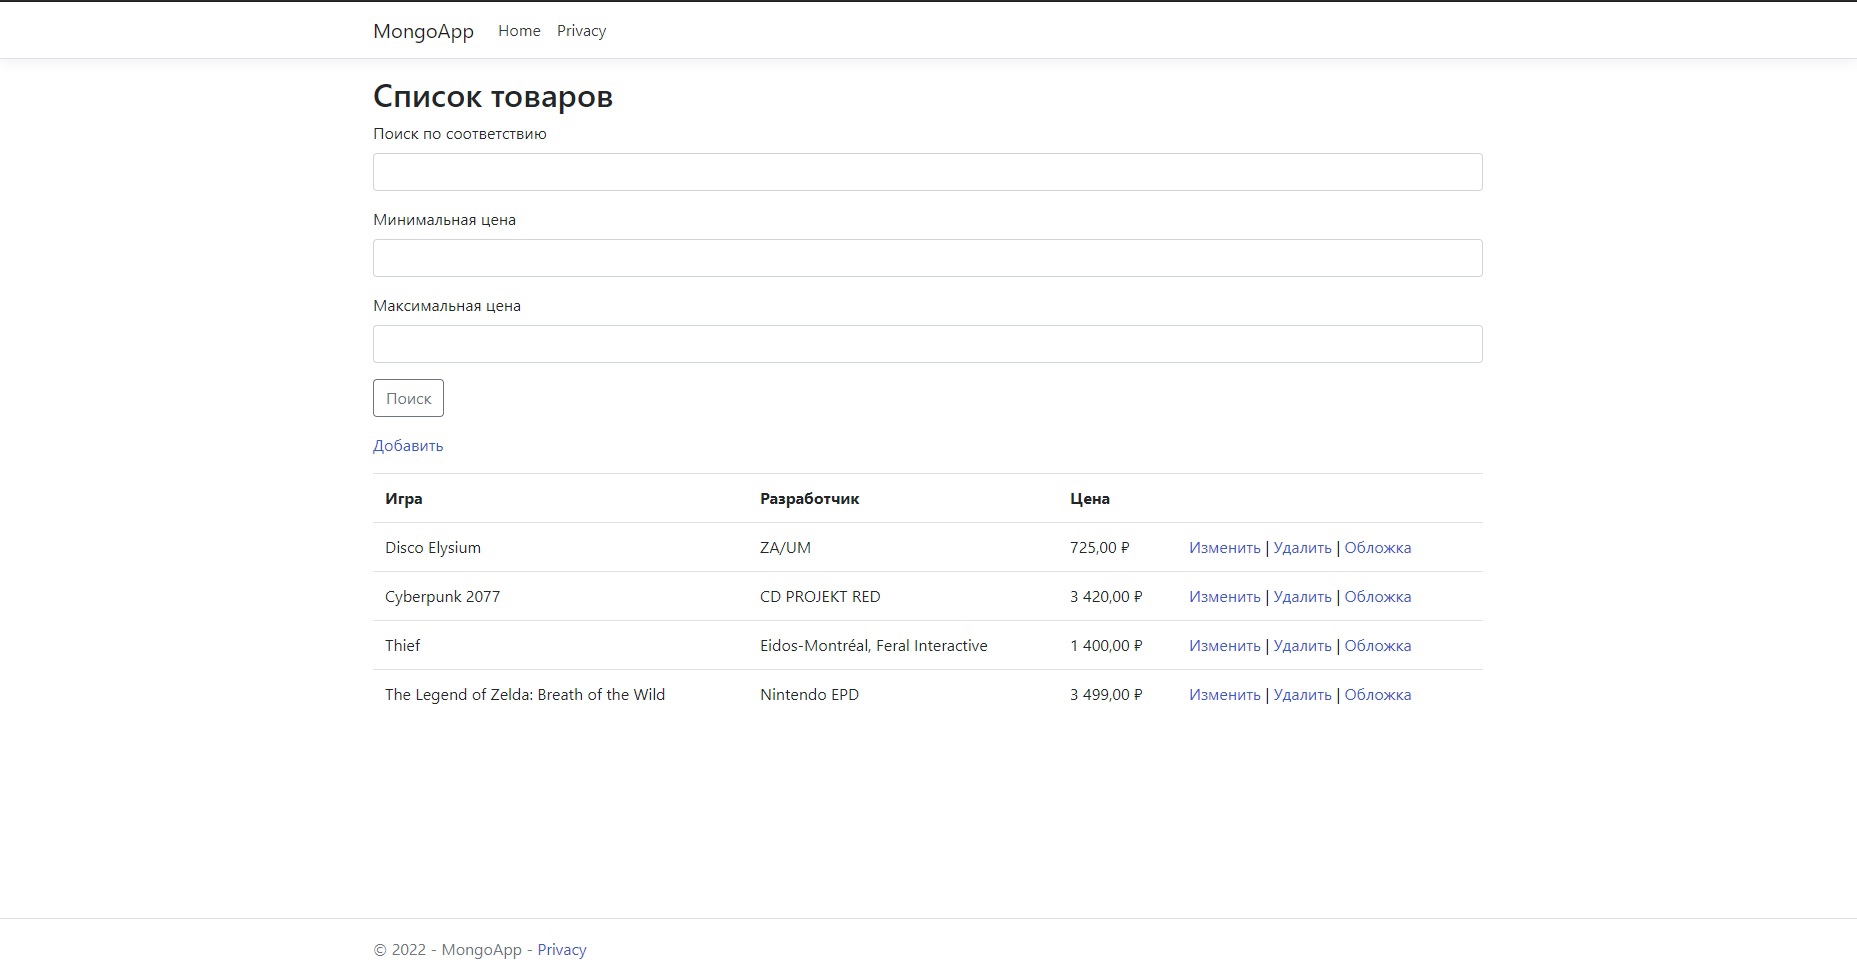 MongoApp Home Privacy
Список товаров
Поиск по соответствию
Минимальная цена
Максимальная цена
Поиск
Добавить
Игра Разработчик Цена
Disco Elysium ZA/UM 725,00 ₽ Изменить | Удалить | Обложка
Cyberpunk 2077 CD PROJEKT RED 3 420,00 ₽ Изменить | Удалить | Обложка
Thief Eidos-Montréal, Feral Interactive 1 400,00 ₽ Изменить | Удалить | Обложка
The Legend of Zelda: Breath of the Wild Nintendo EPD 3 499,00 ₽ Изменить | Удалить | Обложка
© 2022 - MongoApp - Privacy